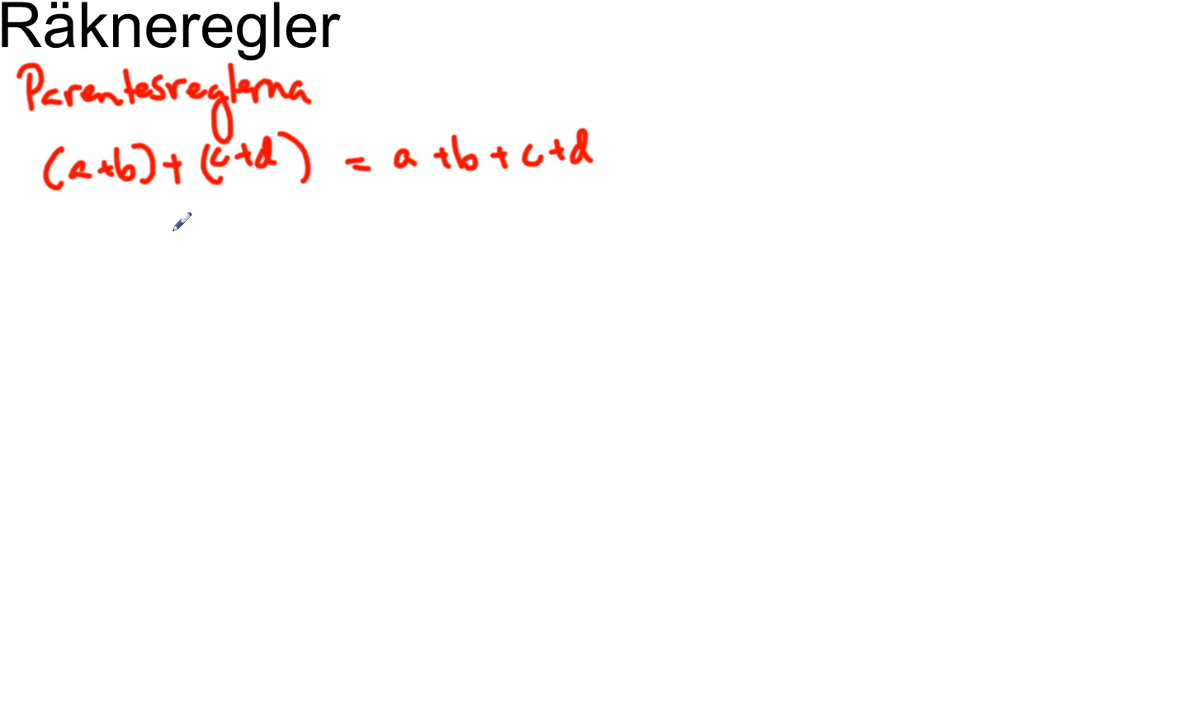 Räkneregler
Parentesreglerna
(a+b)+(c+d) = a+b+c+d